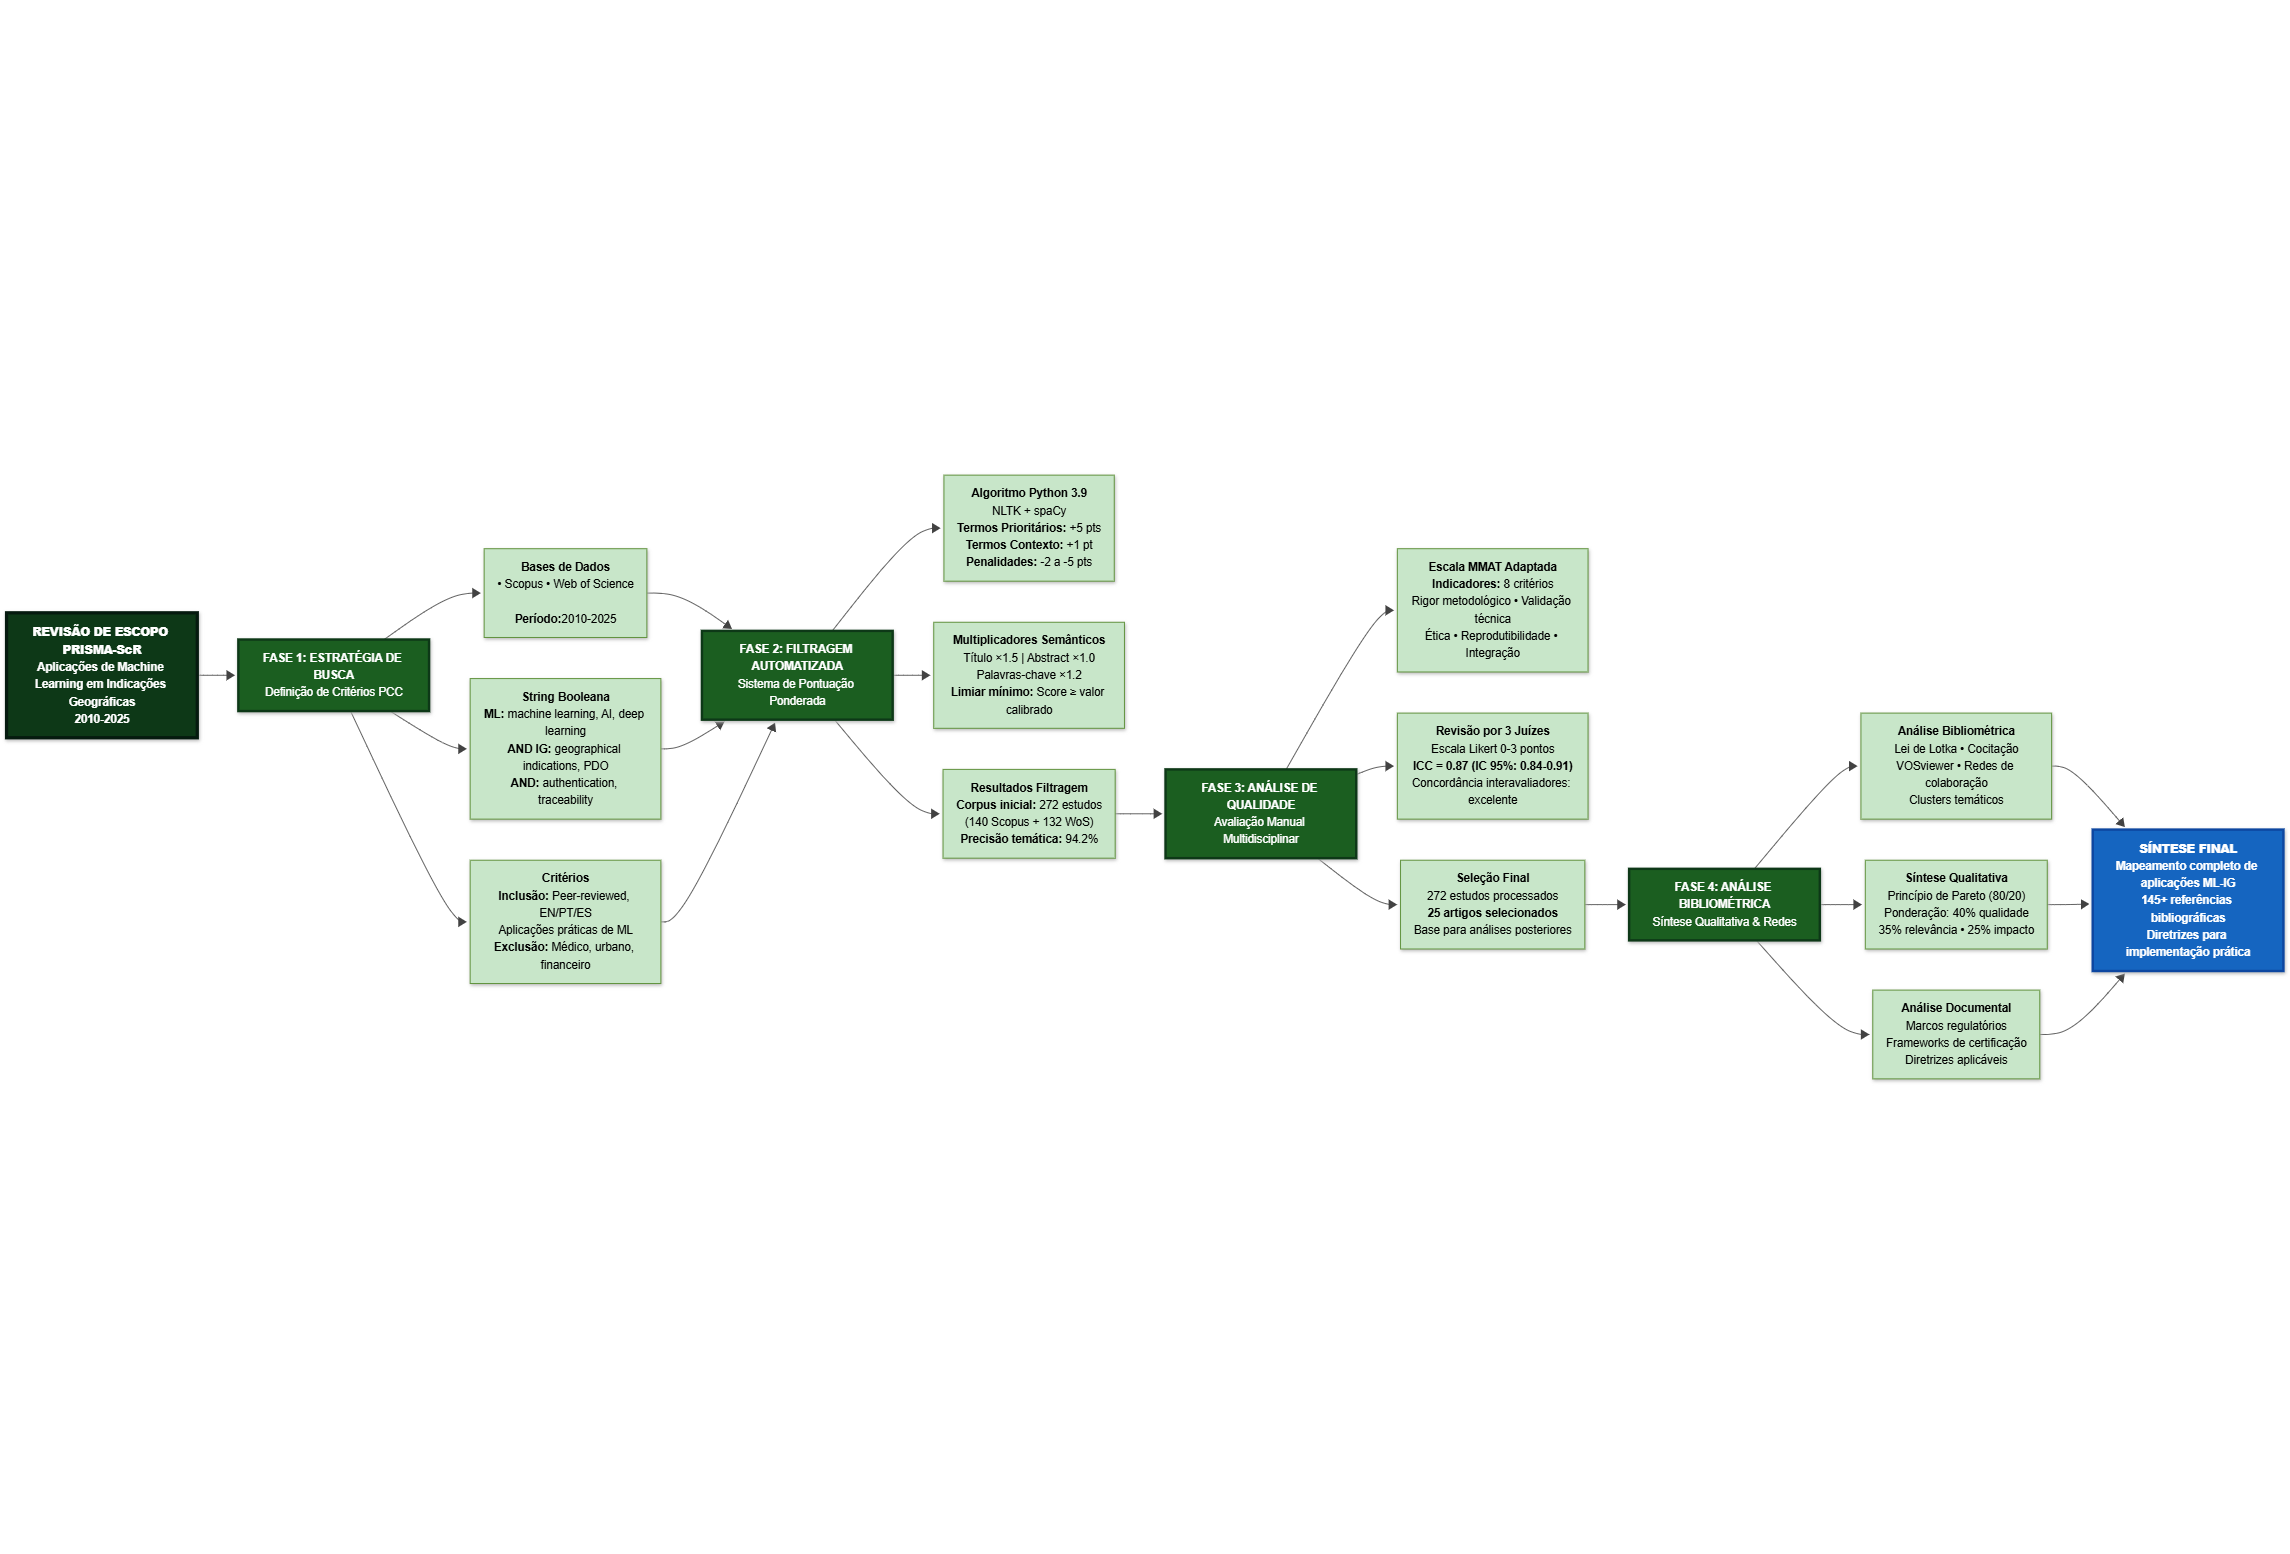 REVISÃO DE ESCOPO
PRISMA-ScR
Aplicações de Machine
Learning em Indicações
Geográficas
2010-2025
FASE 1: ESTRATÉGIA DE
BUSCA
Definição de Critérios PCC
Bases de Dados
• Scopus • Web of Science
Período:2010-2025
String Booleana
ML: machine learning, AI, deep
learning
AND IG: geographical
indications, PDO
AND: authentication,
traceability
Critérios
Inclusão: Peer-reviewed,
EN/PT/ES
Aplicações práticas de ML
Exclusão: Médico, urbano,
financeiro
FASE 2: FILTRAGEM
AUTOMATIZADA
Sistema de Pontuação
Ponderada
Algoritmo Python 3.9
NLTK + spaCy
Termos Prioritários: +5 pts
Termos Contexto: +1 pt
Penalidades: -2 a -5 pts
Multiplicadores Semânticos
Título ×1.5 | Abstract ×1.0
Palavras-chave ×1.2
Limiar mínimo: Score ≥ valor
calibrado
Resultados Filtragem
Corpus inicial: 272 estudos
(140 Scopus + 132 WoS)
Precisão temática: 94.2%
FASE 3: ANÁLISE DE
QUALIDADE
Avaliação Manual
Multidisciplinar
Escala MMAT Adaptada
Indicadores: 8 critérios
Rigor metodológico • Validação
técnica
Ética • Reprodutibilidade •
Integração
Revisão por 3 Juízes
Escala Likert 0-3 pontos
ICC = 0.87 (IC 95%: 0.84-0.91)
Concordância interavaliadores:
excelente
Seleção Final
272 estudos processados
25 artigos selecionados
Base para análises posteriores
FASE 4: ANÁLISE
BIBLIOMÉTRICA
Síntese Qualitativa & Redes
Análise Bibliométrica
Lei de Lotka • Cocitação
VOSviewer • Redes de
colaboração
Clusters temáticos
Síntese Qualitativa
Princípio de Pareto (80/20)
Ponderação: 40% qualidade
35% relevância • 25% impacto
Análise Documental
Marcos regulatórios
Frameworks de certificação
Diretrizes aplicáveis
SÍNTESE FINAL
Mapeamento completo de
aplicações ML-IG
145+ referências
bibliográficas
Diretrizes para
implementação prática